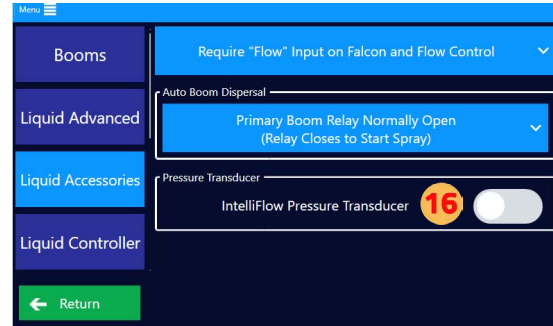 Menu
Booms
Liquid Advanced
Liquid Accessories
Liquid Controller
Return
Require "Flow" Input on Falcon and Flow Control
Auto Boom Dispersal
Primary Boom Relay Normally Open
(Relay Closes to Start Spray)
Pressure Transducer
IntelliFlow Pressure Transducer
16